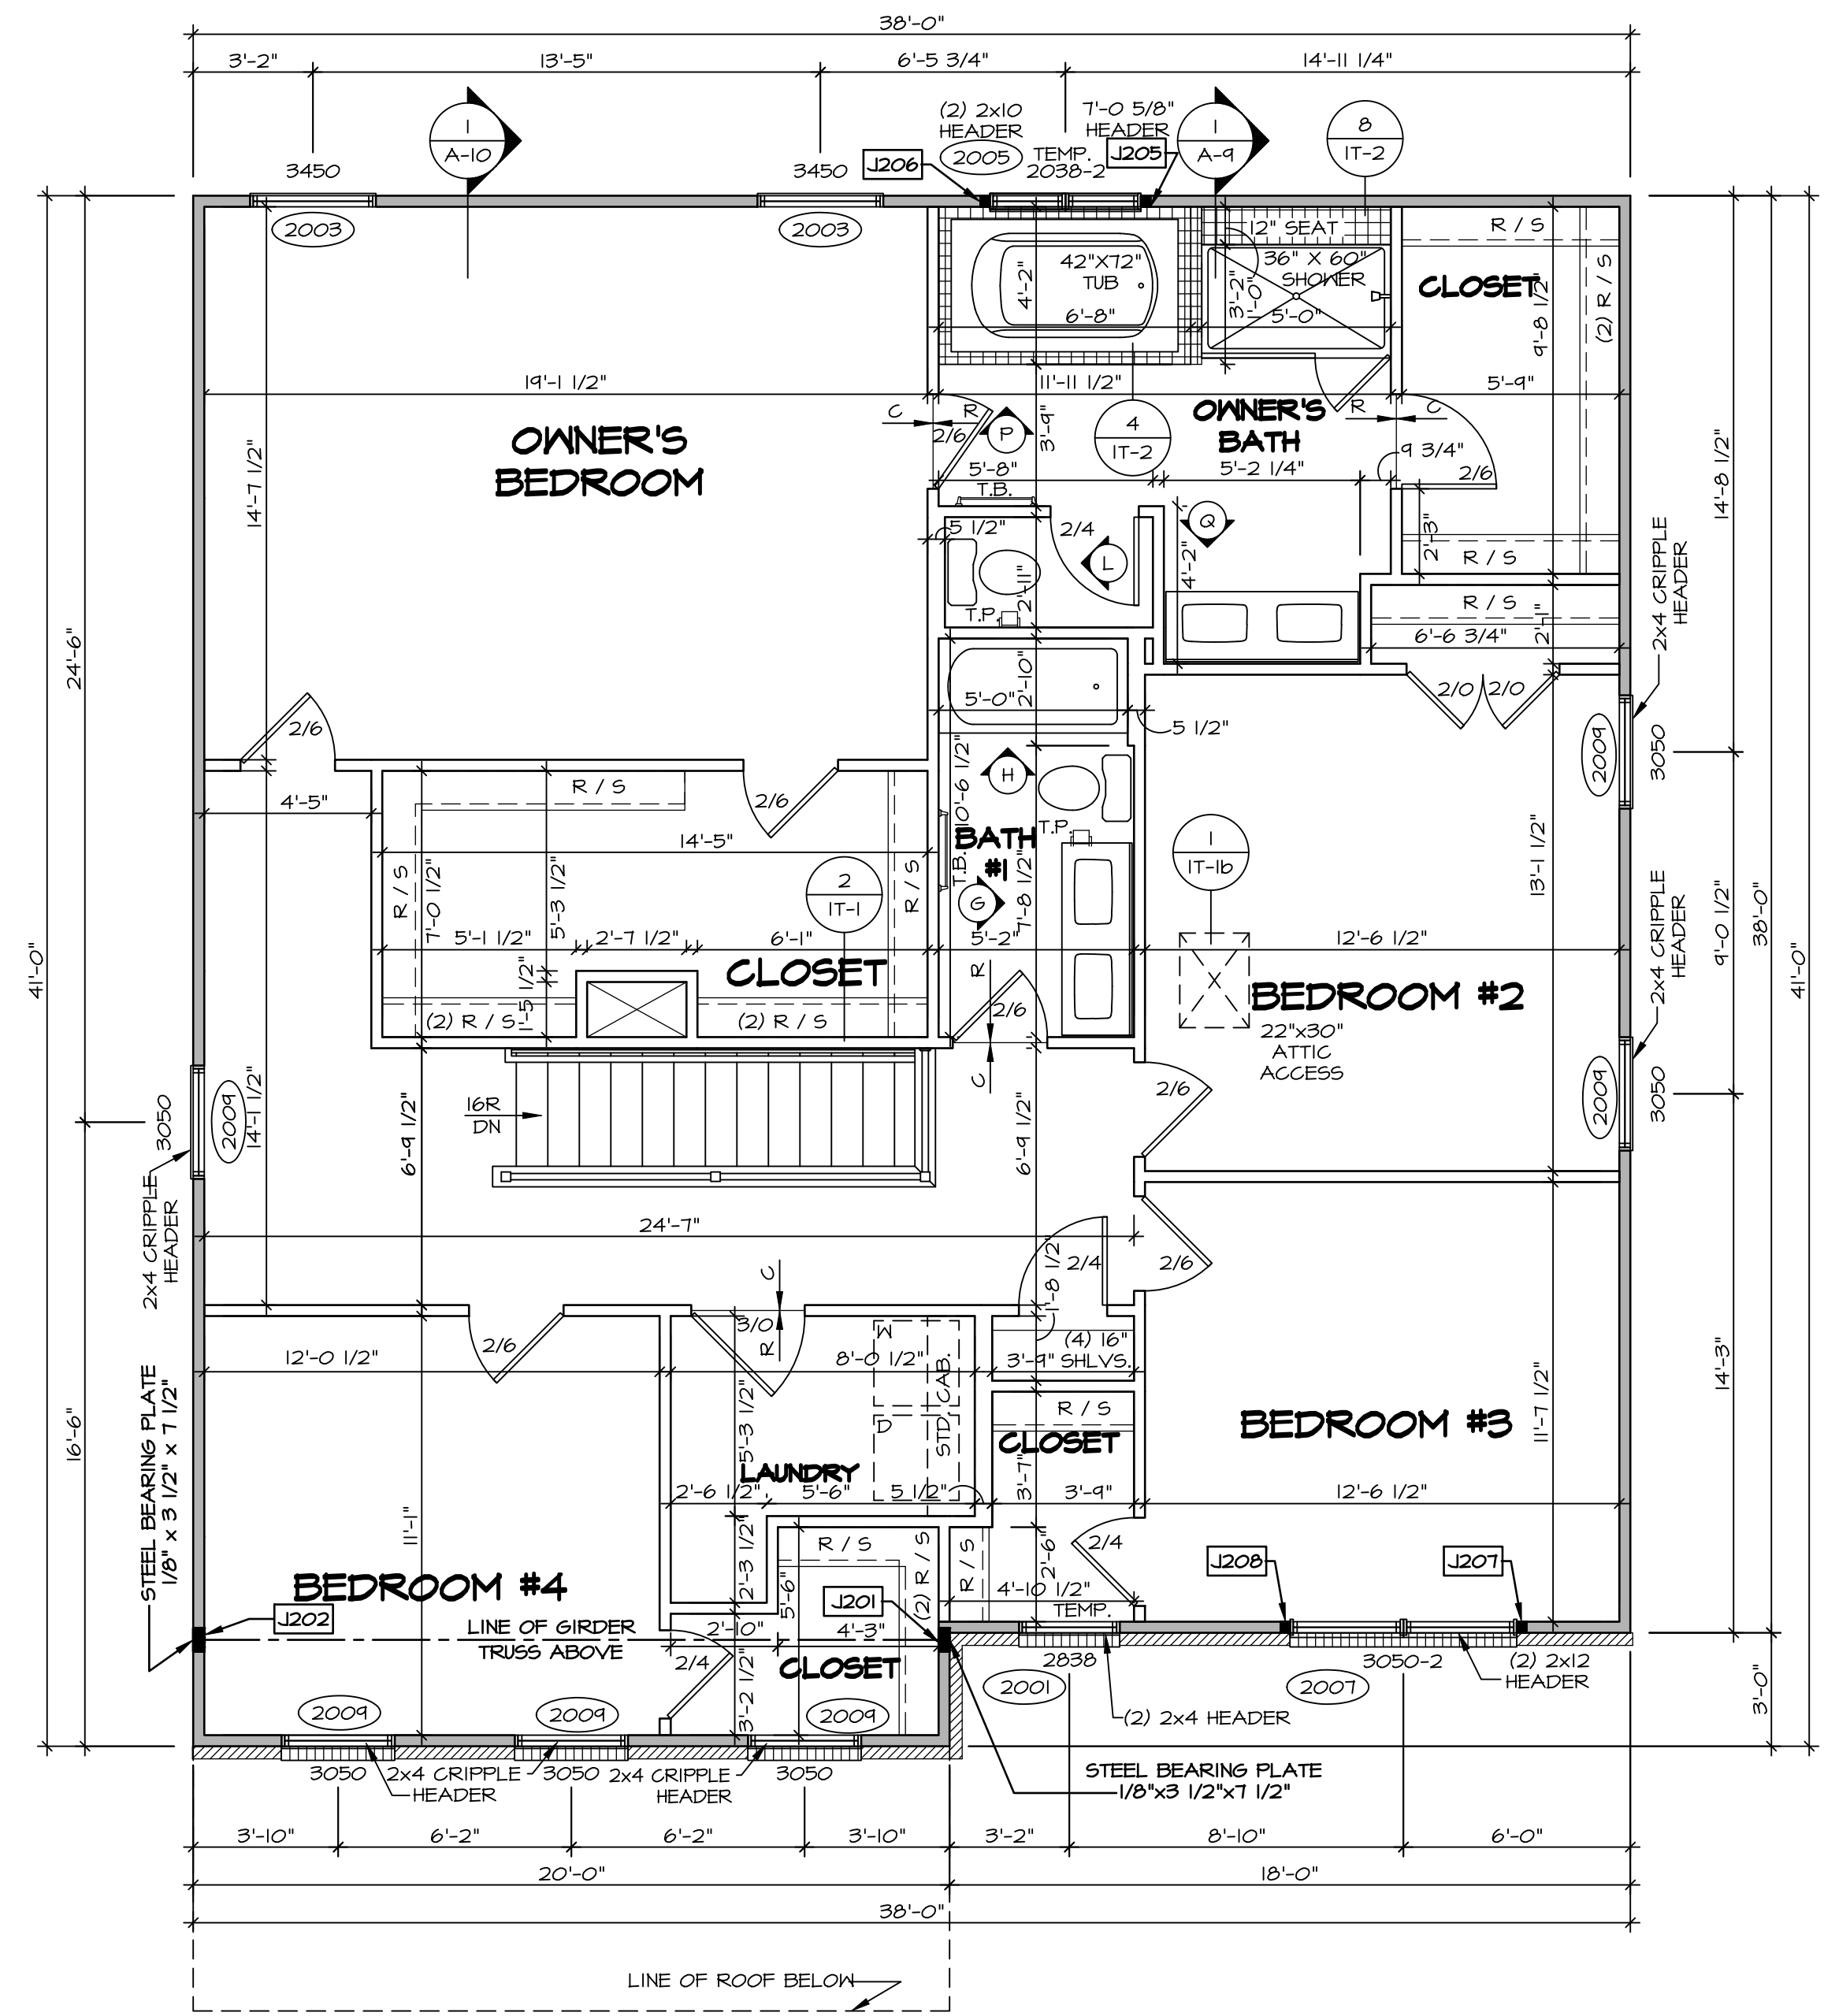 38'-0"
3'-2"
13'-5"
6'-5 3/4"
14'-11 1/4"
1
A-10
(2) 2x10
HEADER
7'-0 5/8"
HEADER
1
A-9
8
1T-2
3450
3450
J206
2005
TEMP.
2038-2
J205
2003
2003
12" SEAT
R / S
42"X72"
TUB
4'-2"
36" X 60"
SHOWER
3'-2"
1'-0"
CLOSET
9'-8 1/2"
(2) R / S
6'-8"
5'-0"
19'-1 1/2"
11'-11 1/2"
5'-9"
C
R
2/6
P
3'-9"
4
1T-2
OWNER'S
BATH
R
C
9 3/4"
2/6
OWNER'S
BEDROOM
14'-7 1/2"
5'-8"
T.B.
5'-2 1/4"
14'-8 1/2"
5 1/2"
2/4
Q
L
4'-2"
2'-3"
R / S
2'-11"
T.P.
R / S
2'-1"
6'-6 3/4"
2x4 CRIPPLE
HEADER
24'-6"
2/6
5'-0"
2'-10"
5 1/2"
2/0
2/0
2009
3050
4'-5"
R / S
2/6
10'-6 1/2"
H
T.P.
BATH
#1
T.B.
7'-8 1/2"
G
14'-5"
2
1T-1
R / S
7'-0 1/2"
5'-3 1/2"
R / S
1
1T-1b
13'-1 1/2"
9'-0 1/2"
38'-0"
41'-0"
41'-0"
5'-1 1/2"
2'-7 1/2"
6'-1"
5'-2"
12'-6 1/2"
2x4 CRIPPLE
HEADER
CLOSET
1'-5 1/2"
(2) R / S
(2) R / S
R
2/6
C
BEDROOM #2
22"x30"
ATTIC
ACCESS
3050
2009
14'-1 1/2"
6'-9 1/2"
16R
DN
6'-9 1/2"
2/6
2009
3050
2x4 CRIPPLE
HEADER
24'-7"
2/4
2/6
C
3/0
R
2/6
1'-8 1/2"
(4) 16"
SHLVS.
3'-9"
12'-0 1/2"
8'-0 1/2"
W
D
STD. CAB.
R / S
CLOSET
3'-7"
BEDROOM #3
11'-7 1/2"
14'-3"
16'-6"
STEEL BEARING PLATE
1/8" x 3 1/2" x 7 1/2"
5'-3 1/2"
LAUNDRY
2'-6 1/2"
5'-6"
5 1/2"
3'-9"
12'-6 1/2"
11'-1"
2'-3 1/2"
R / S
(2) R / S
R / S
2'-6"
2/4
J208
J207
BEDROOM #4
J202
5'-6"
J201
4'-10 1/2"
TEMP.
LINE OF GIRDER
TRUSS ABOVE
2'-10"
4'-3"
2/4
CLOSET
3'-2 1/2"
2838
3050-2
(2) 2x12
HEADER
2001
2007
2009
2009
2009
(2) 2x4 HEADER
3'-0"
3050
2x4 CRIPPLE
HEADER
3050
2x4 CRIPPLE
HEADER
3050
STEEL BEARING PLATE
1/8"x3 1/2"x7 1/2"
3'-10"
6'-2"
6'-2"
3'-10"
3'-2"
8'-10"
6'-0"
20'-0"
18'-0"
38'-0"
LINE OF ROOF BELOW